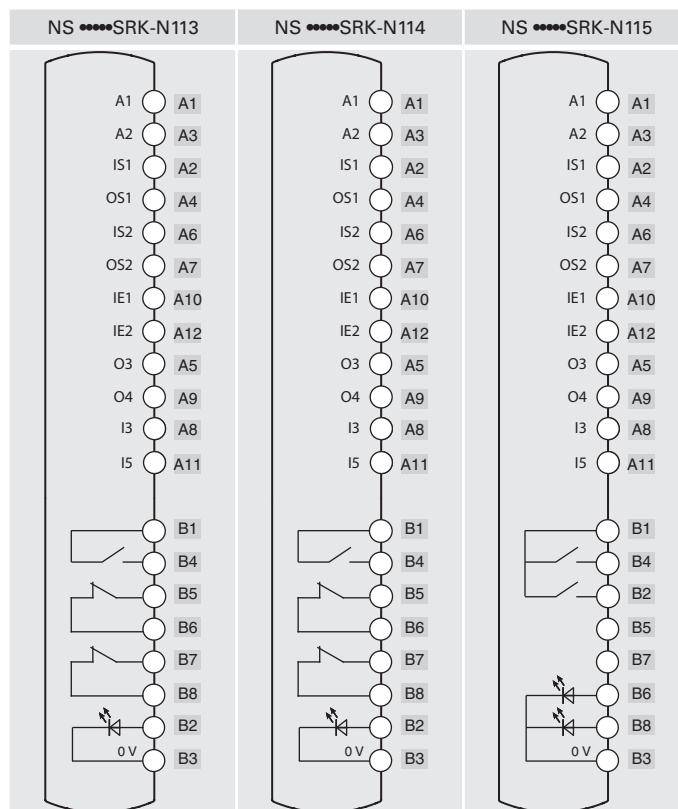 NS •••••SRK-N113 NS •••••SRK-N114 NS •••••SRK-N115
A1 A1 A1 A1 A1 A1
A2 A3 A2 A3 A2 A3
IS1 A2 IS1 A2 IS1 A2
OS1 A4 OS1 A4 OS1 A4
IS2 A6 IS2 A6 IS2 A6
OS2 A7 OS2 A7 OS2 A7
IE1 A10 IE1 A10 IE1 A10
IE2 A12 IE2 A12 IE2 A12
O3 A5 O3 A5 O3 A5
O4 A9 O4 A9 O4 A9
I3 A8 I3 A8 I3 A8
I5 A11 I5 A11 I5 A11
B1 B1 B1
B4 B4 B4
B5 B5 B2
B6 B6 B5
B7 B7 B7
B8 B8 B6
B2 B2 B8
0 V B3 0 V B3 0 V B3